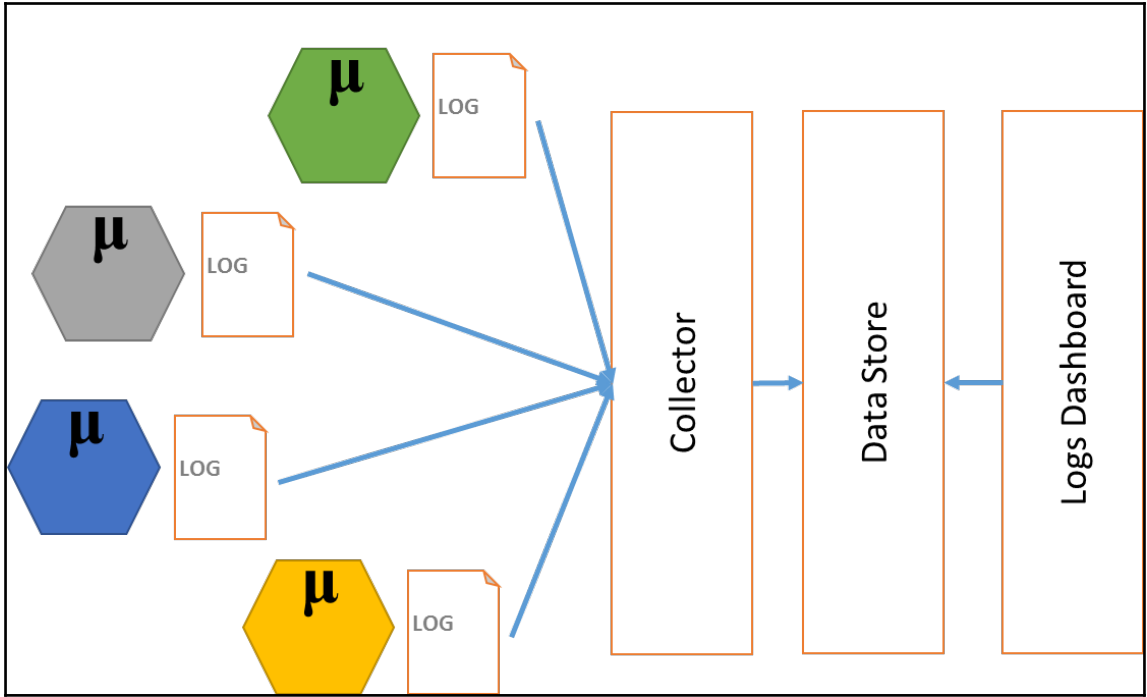 μ
LOG
μ
LOG
μ
LOG
μ
LOG
Collector
Data Store
Logs Dashboard